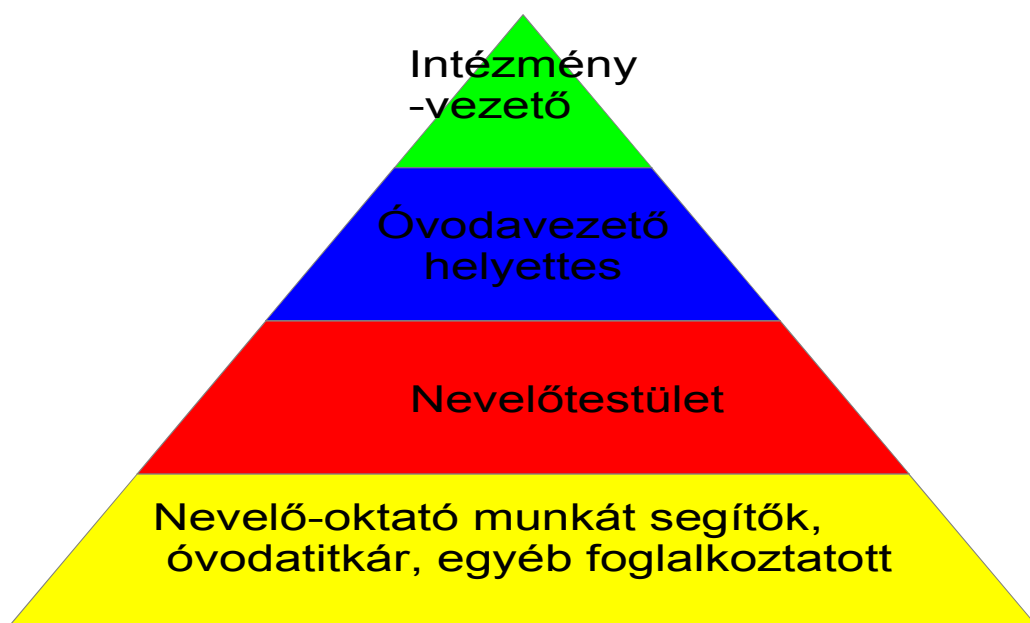 Intézmény
-vezető
Óvodavezető
helyettes
Nevelőtestület
Nevelő-oktató munkát segítők,
óvodatitkár, egyéb foglalkoztatott